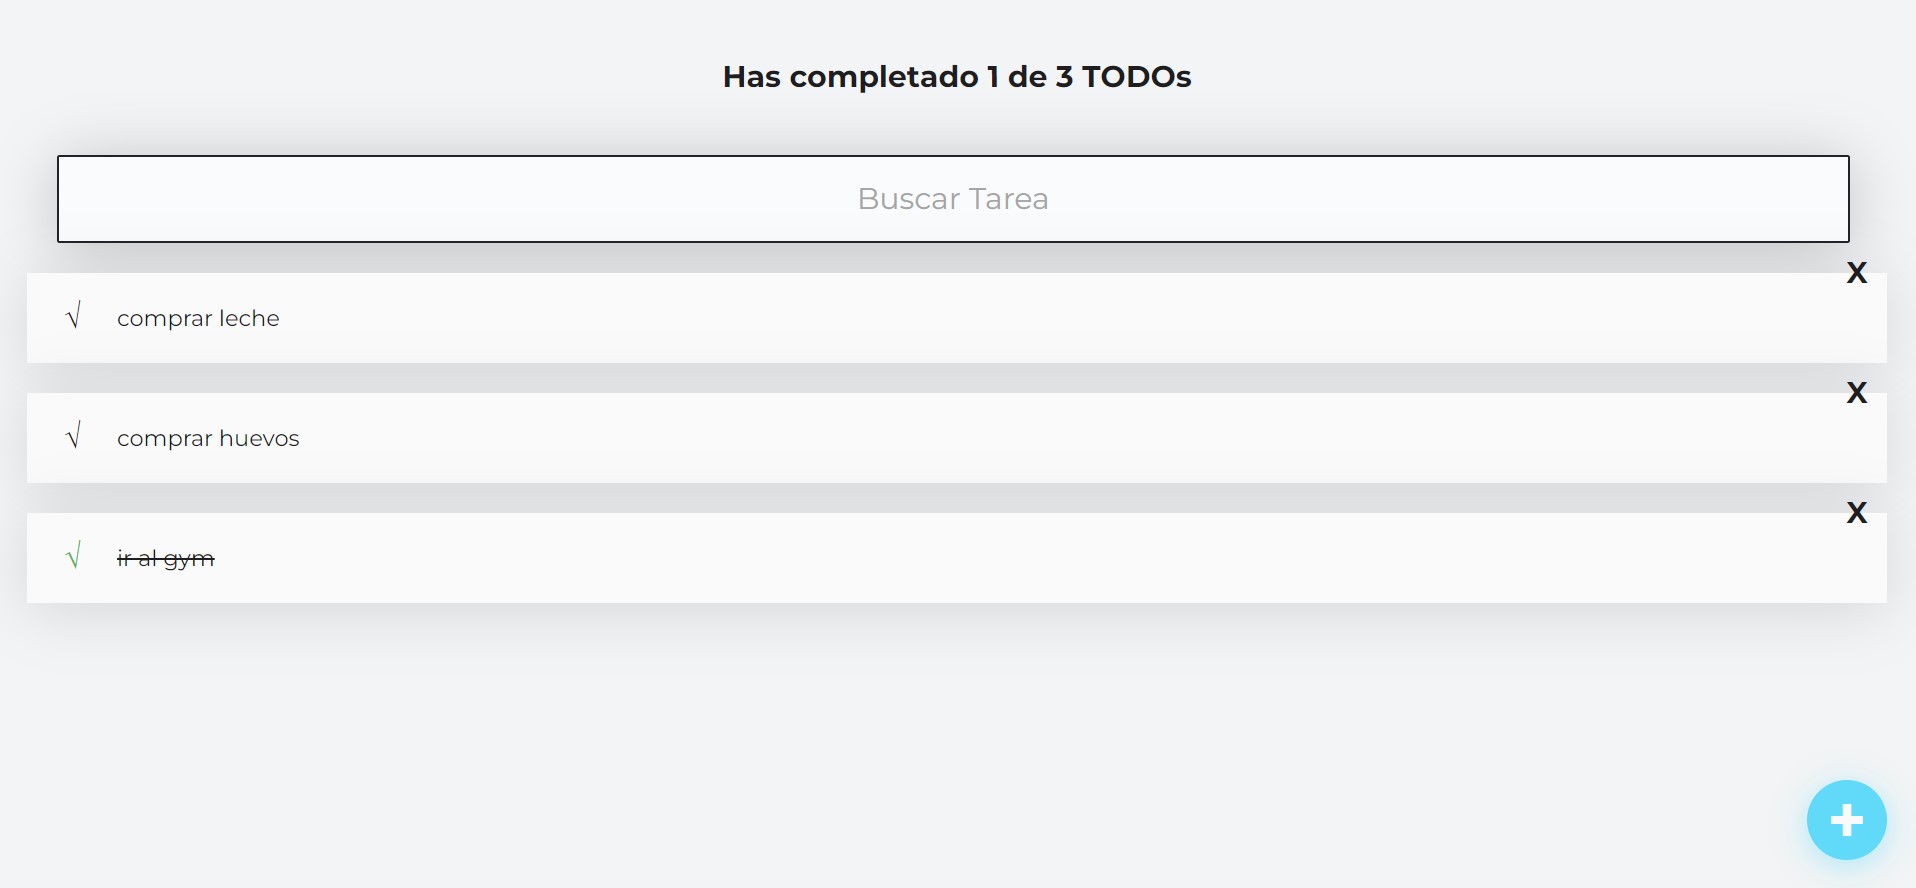 Has completado 1 de 3 TODOs
Buscar Tarea
X
√ comprar leche
X
√ comprar huevos
X
√ ir al gym
+